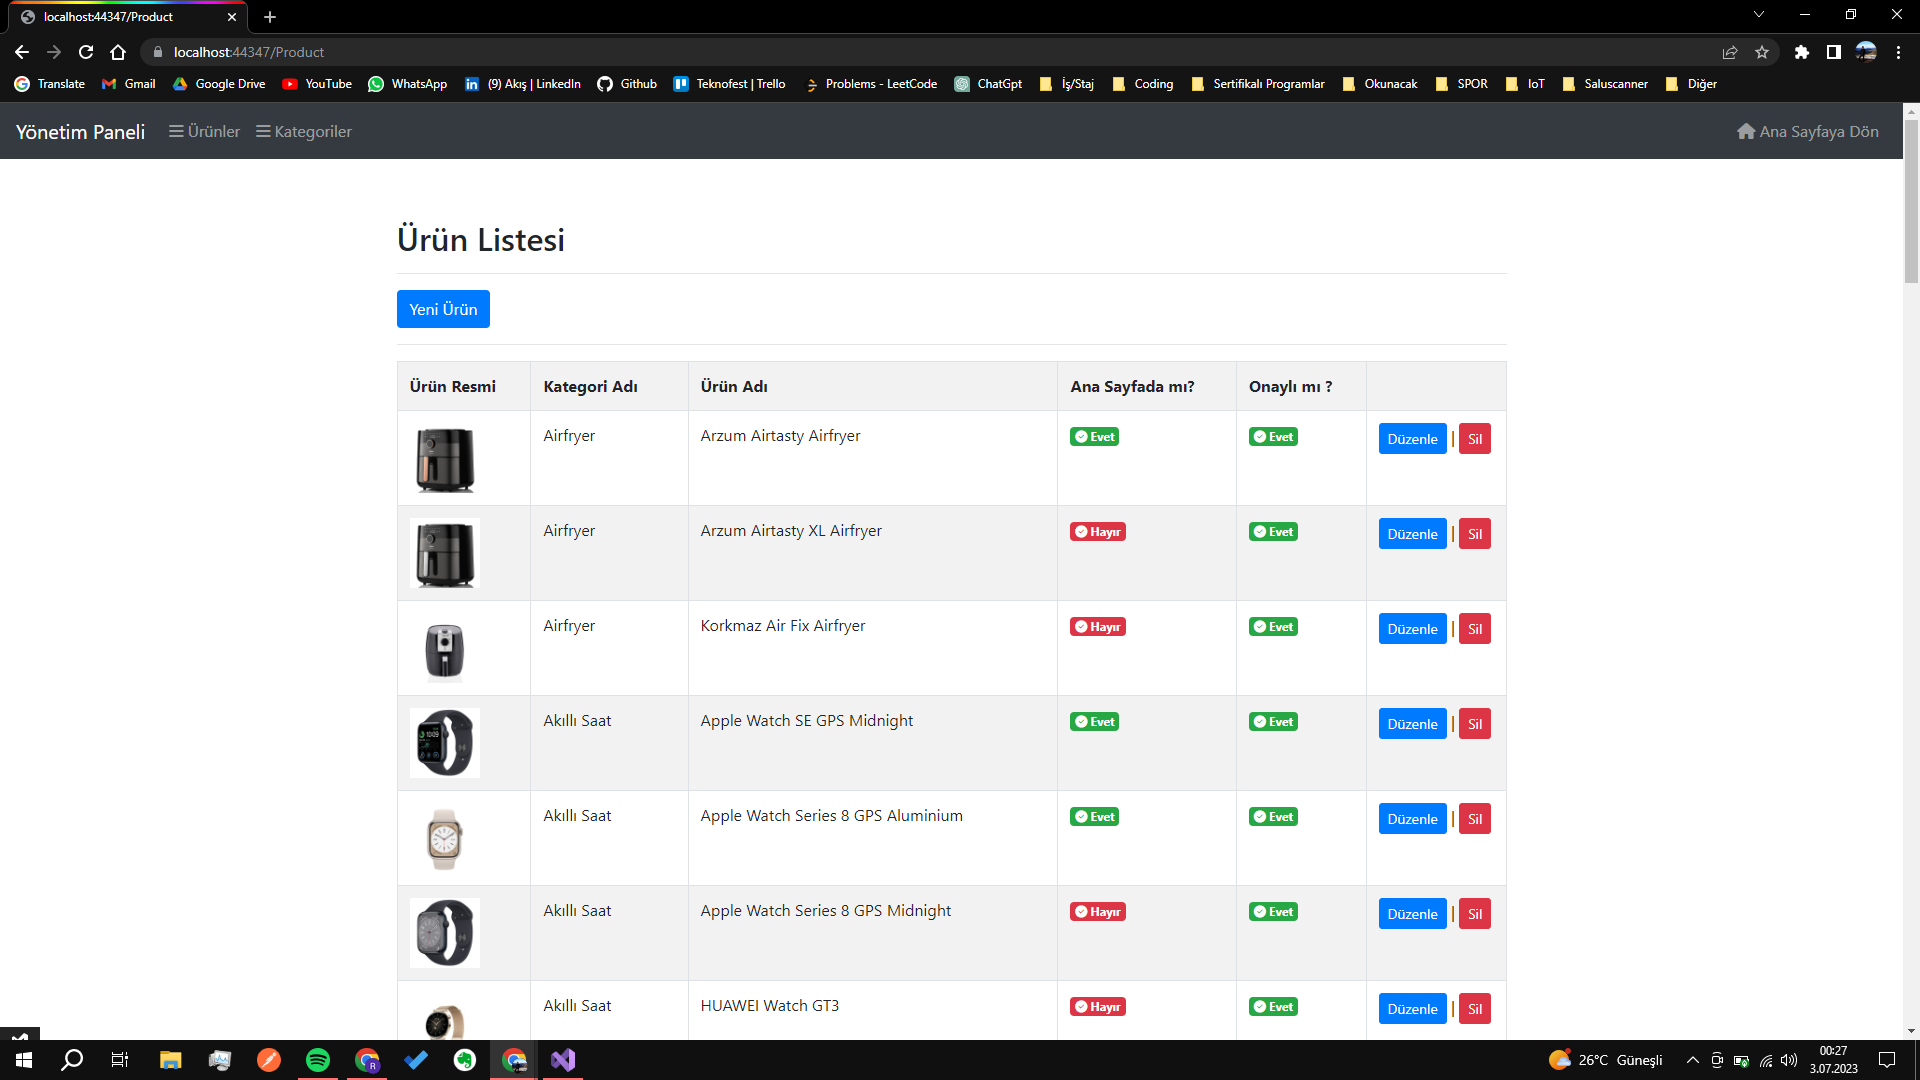 localhost:44347/Product
localhost:44347/Product
Translate Gmail Google Drive YouTube WhatsApp (9) Akış | LinkedIn Github Teknofest | Trello Problems - LeetCode ChatGpt İş/Staj Coding Sertifikalı Programlar Okunacak SPOR IoT Saluscanner Diğer
Yönetim Paneli Ürünler Kategoriler Ana Sayfaya Dön
Ürün Listesi
Yeni Ürün
Ürün Resmi Kategori Adı Ürün Adı Ana Sayfada mı? Onaylı mı ?
Airfryer Arzum Airtasty Airfryer Evet Evet Düzenle | Sil
Airfryer Arzum Airtasty XL Airfryer Hayır Evet Düzenle | Sil
Airfryer Korkmaz Air Fix Airfryer Hayır Evet Düzenle | Sil
Akıllı Saat Apple Watch SE GPS Midnight Evet Evet Düzenle | Sil
Akıllı Saat Apple Watch Series 8 GPS Aluminium Evet Evet Düzenle | Sil
Akıllı Saat Apple Watch Series 8 GPS Midnight Hayır Evet Düzenle | Sil
Akıllı Saat HUAWEI Watch GT3 Hayır Evet Düzenle | Sil
26°C Güneşli 00:27
3.07.2023